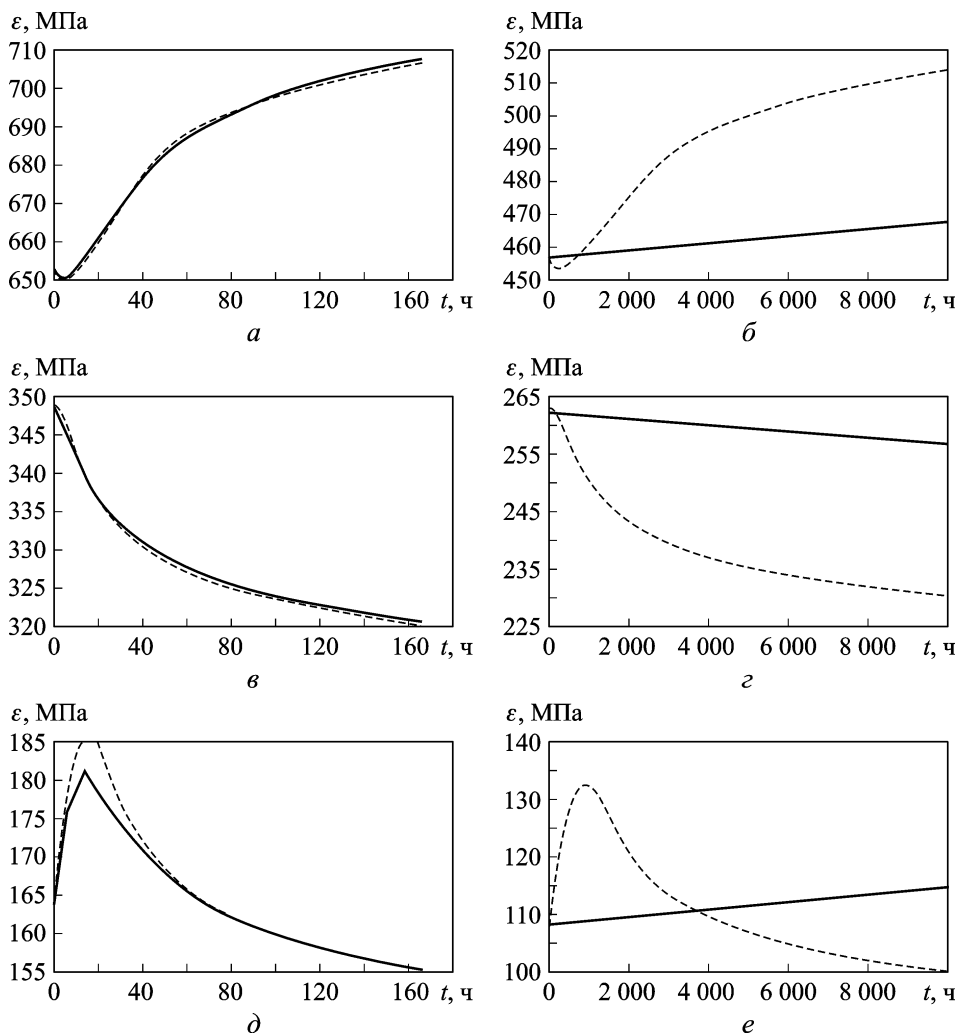 ε, МПа
710
700
690
680
670
660
650
0 40 80 120 160 t, ч
а
ε, МПа
520
510
500
490
480
470
460
450
0 2 000 4 000 6 000 8 000 t, ч
б
ε, МПа
350
345
340
335
330
325
320
0 40 80 120 160 t, ч
в
ε, МПа
265
255
245
235
225
0 2 000 4 000 6 000 8 000 t, ч
г
ε, МПа
185
180
175
170
165
160
155
0 40 80 120 160 t, ч
д
ε, МПа
140
130
120
110
100
0 2 000 4 000 6 000 8 000 t, ч
е